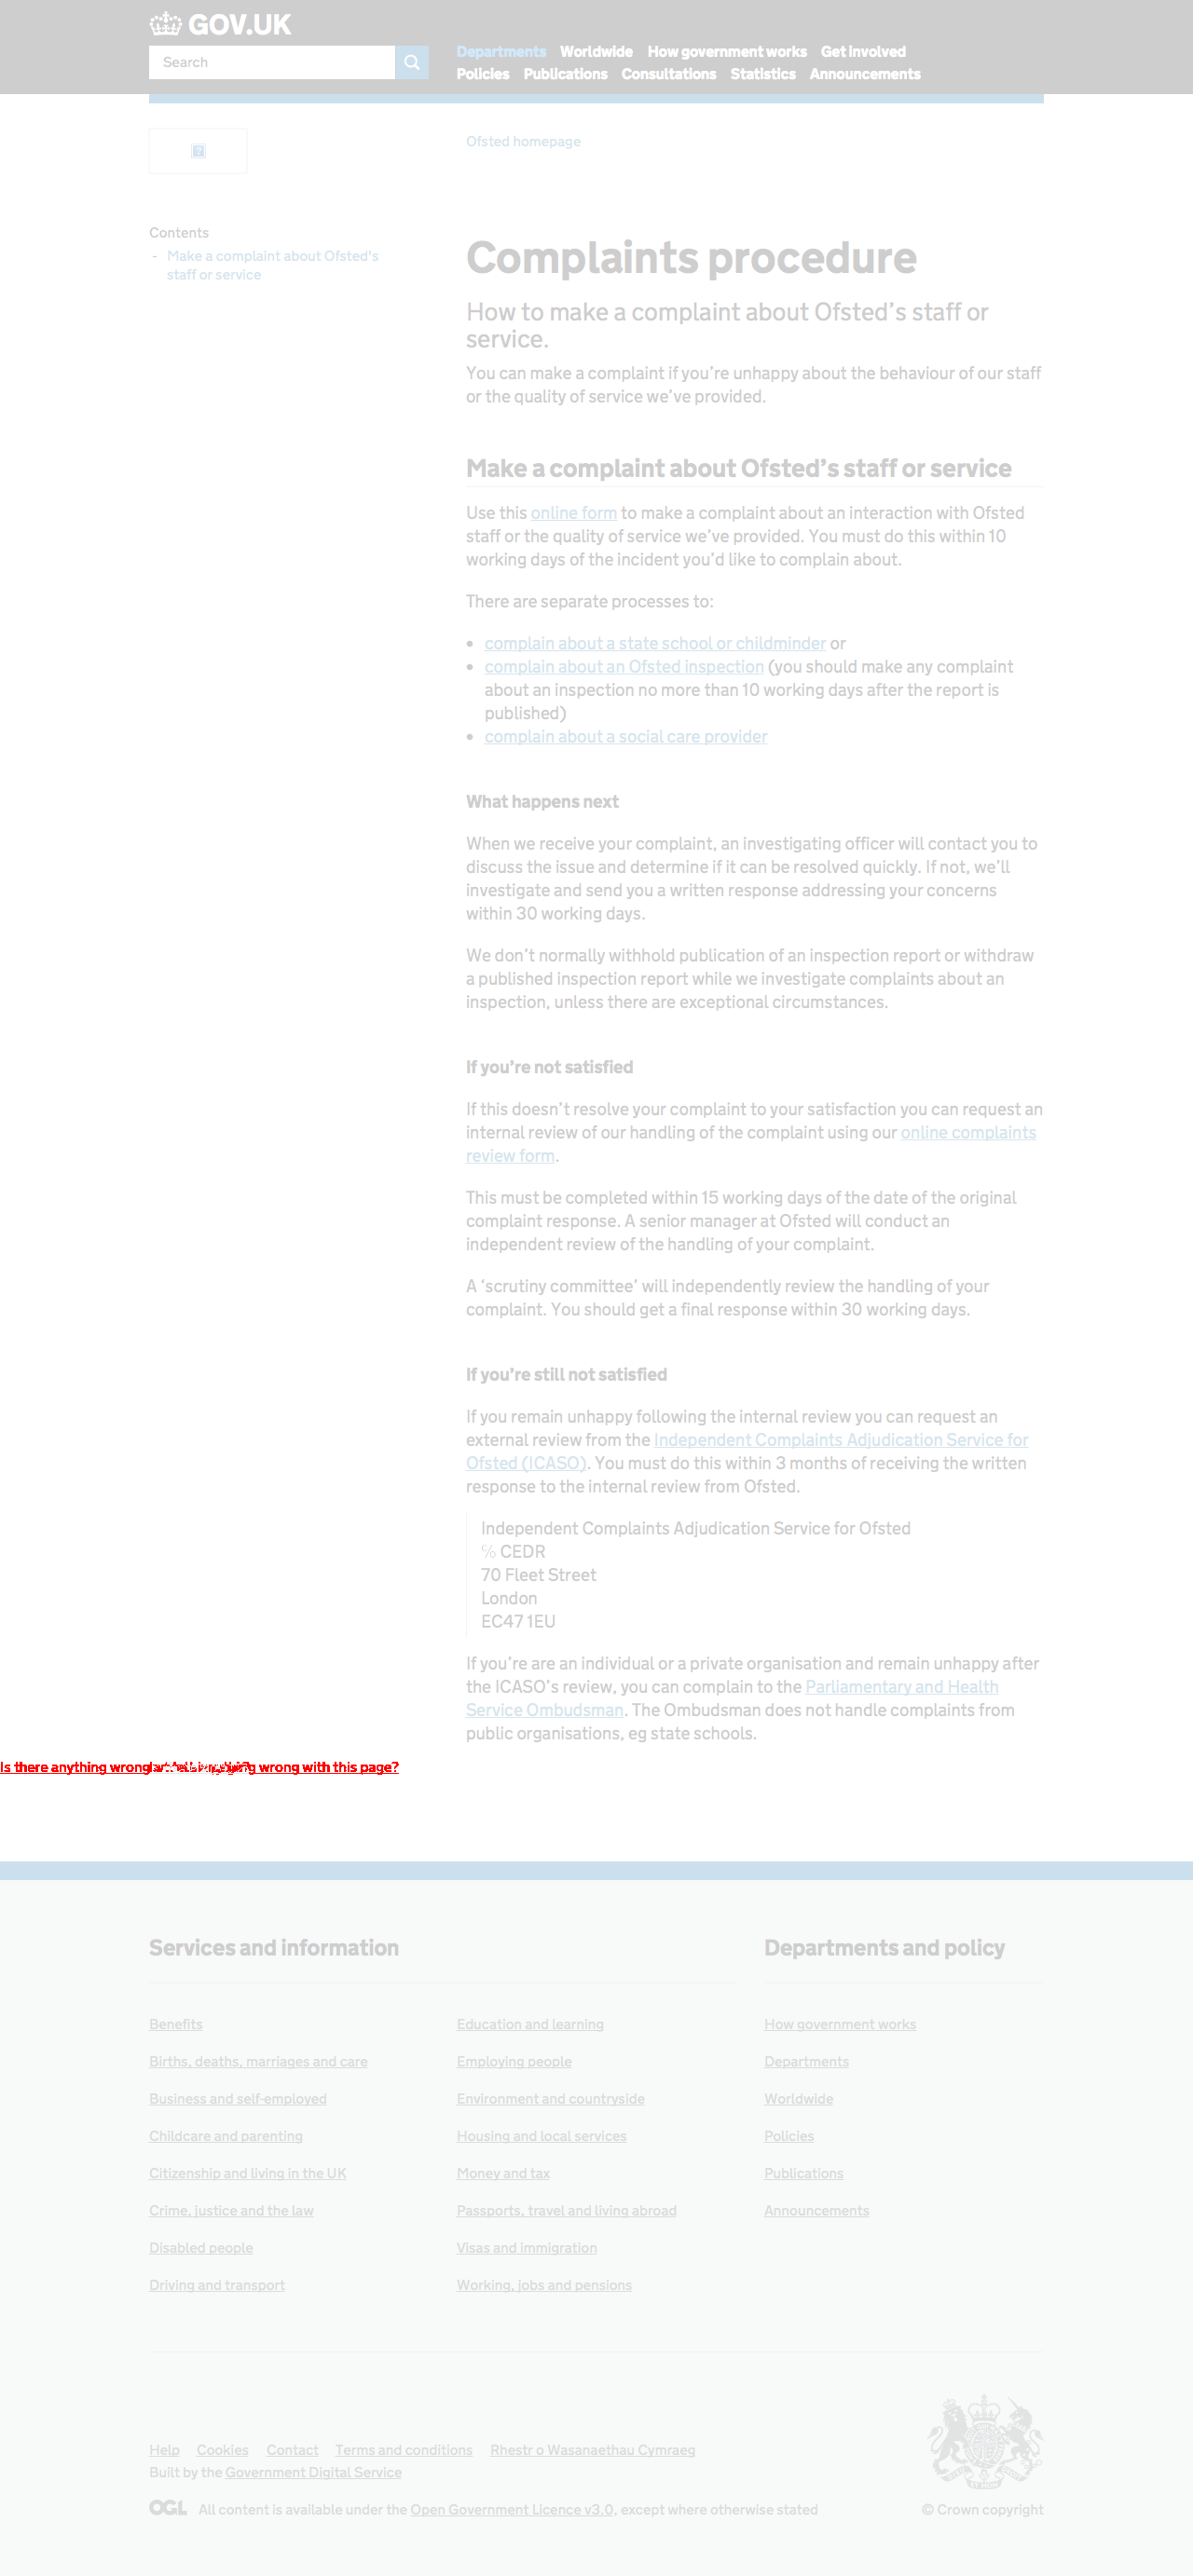 GOV.UK
Search
Departments Worldwide How government works Get involved
Policies Publications Consultations Statistics Announcements
Ofsted homepage
Contents
- Make a complaint about Ofsted's
staff or service
Complaints procedure
How to make a complaint about Ofsted’s staff or
service.
You can make a complaint if you’re unhappy about the behaviour of our staff
or the quality of service we’ve provided.
Make a complaint about Ofsted’s staff or service
Use this online form to make a complaint about an interaction with Ofsted
staff or the quality of service we’ve provided. You must do this within 10
working days of the incident you’d like to complain about.
There are separate processes to:
• complain about a state school or childminder or
• complain about an Ofsted inspection (you should make any complaint
about an inspection no more than 10 working days after the report is
published)
• complain about a social care provider
What happens next
When we receive your complaint, an investigating officer will contact you to
discuss the issue and determine if it can be resolved quickly. If not, we’ll
investigate and send you a written response addressing your concerns
within 30 working days.
We don’t normally withhold publication of an inspection report or withdraw
a published inspection report while we investigate complaints about an
inspection, unless there are exceptional circumstances.
If you’re not satisfied
If this doesn’t resolve your complaint to your satisfaction you can request an
internal review of our handling of the complaint using our online complaints
review form.
This must be completed within 15 working days of the date of the original
complaint response. A senior manager at Ofsted will conduct an
independent review of the handling of your complaint.
A ‘scrutiny committee’ will independently review the handling of your
complaint. You should get a final response within 30 working days.
If you’re still not satisfied
If you remain unhappy following the internal review you can request an
external review from the Independent Complaints Adjudication Service for
Ofsted (ICASO). You must do this within 3 months of receiving the written
response to the internal review from Ofsted.
Independent Complaints Adjudication Service for Ofsted
℅ CEDR
70 Fleet Street
London
EC47 1EU
If you’re are an individual or a private organisation and remain unhappy after
the ICASO’s review, you can complain to the Parliamentary and Health
Service Ombudsman. The Ombudsman does not handle complaints from
public organisations, eg state schools.
Is there anything wrong wrong with this page?
Services and information
Departments and policy
Benefits
Births, deaths, marriages and care
Business and self-employed
Childcare and parenting
Citizenship and living in the UK
Crime, justice and the law
Disabled people
Driving and transport
Education and learning
Employing people
Environment and countryside
Housing and local services
Money and tax
Passports, travel and living abroad
Visas and immigration
Working, jobs and pensions
How government works
Departments
Worldwide
Policies
Publications
Announcements
Help Cookies Contact Terms and conditions Rhestr o Wasanaethau Cymraeg
Built by the Government Digital Service
OGL All content is available under the Open Government Licence v3.0, except where otherwise stated
© Crown copyright